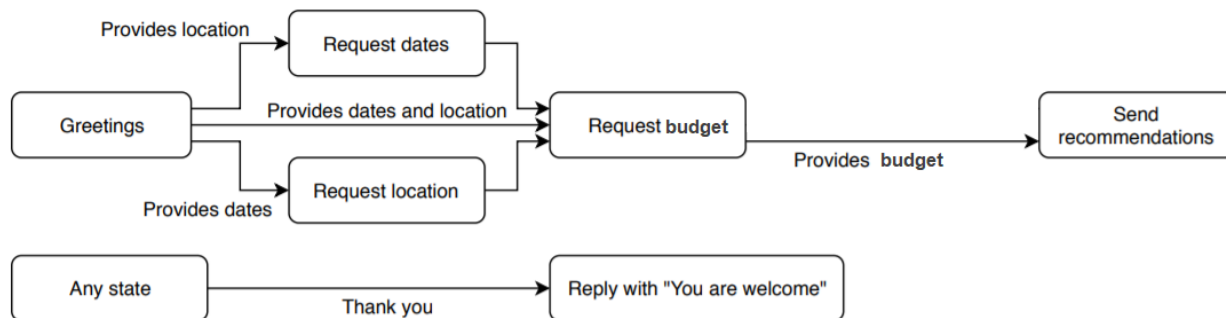 Provides location
Request dates
Greetings
Provides dates and location
Request budget
Send
recommendations
Provides budget
Request location
Provides dates
Any state
Thank you
Reply with "You are welcome"